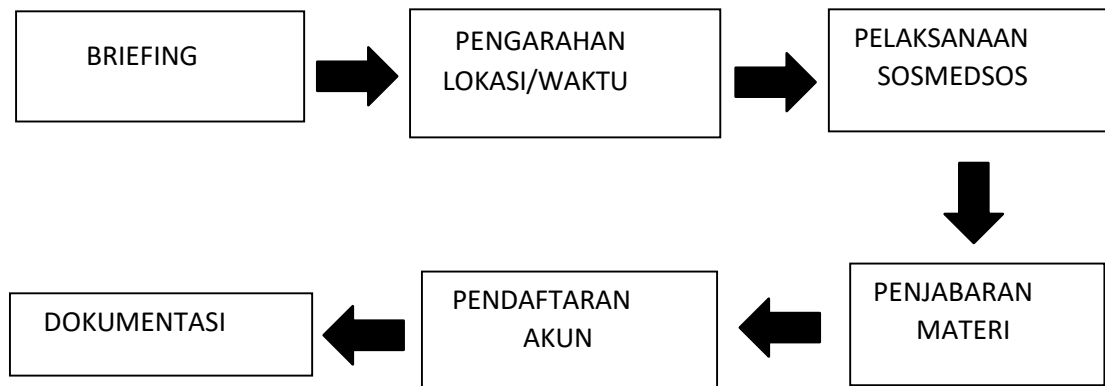 BRIEFING
PENGARAHAN
LOKASI/WAKTU
PELAKSANAAN
SOSMEDSOS
PENJABARAN
MATERI
PENDAFTARAN
AKUN
DOKUMENTASI